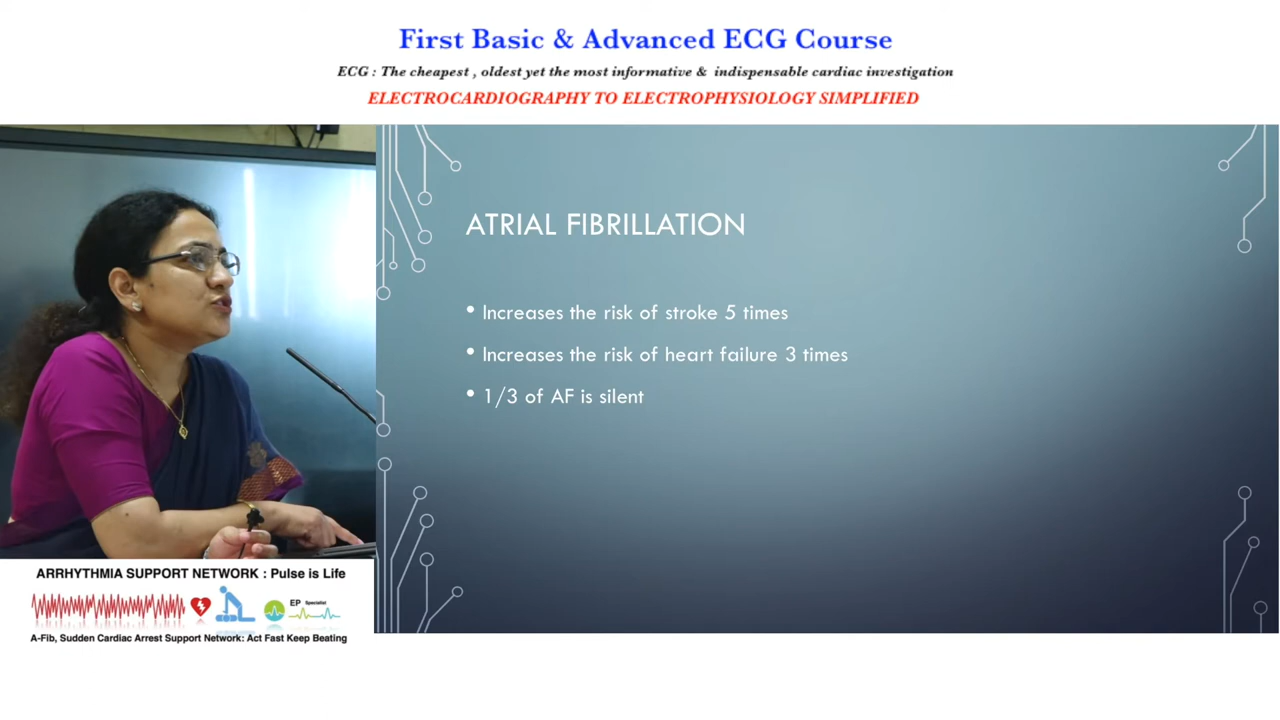 First Basic & Advanced ECG Course
ECG : The cheapest , oldest yet the most informative & indispensable cardiac investigation
ELECTROCARDIOGRAPHY TO ELECTROPHYSIOLOGY SIMPLIFIED
ATRIAL FIBRILLATION
• Increases the risk of stroke 5 times
• Increases the risk of heart failure 3 times
• 1/3 of AF is silent
ARRHYTHMIA SUPPORT NETWORK : Pulse is Life
EP Specialist
A-Fib, Sudden Cardiac Arrest Support Network: Act Fast Keep Beating